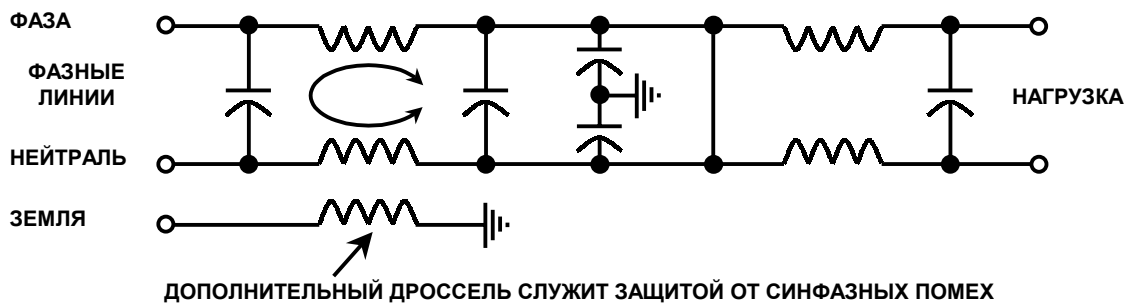 ФАЗА
ФАЗНЫЕ
ЛИНИИ
НАГРУЗКА
НЕЙТРАЛЬ
ЗЕМЛЯ
ДОПОЛНИТЕЛЬНЫЙ ДРОССЕЛЬ СЛУЖИТ ЗАЩИТОЙ ОТ СИНФАЗНЫХ ПОМЕХ